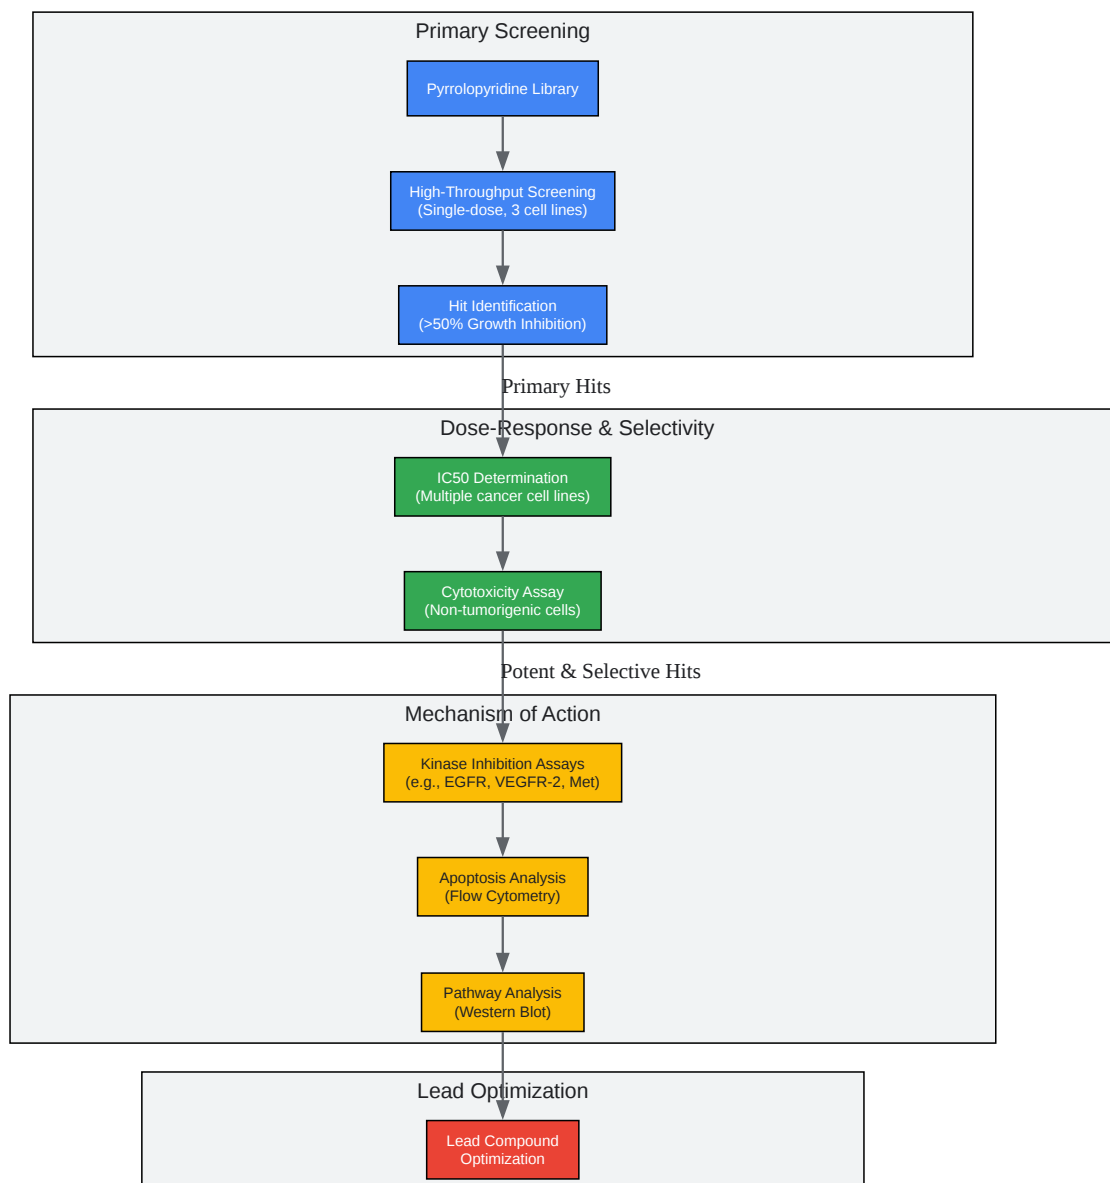 Primary Screening
Pyrrolopyridine Library
High-Throughput Screening
(Single-dose, 3 cell lines)
Hit Identification
(>50% Growth Inhibition)
Primary Hits
Dose-Response & Selectivity
IC50 Determination
(Multiple cancer cell lines)
Cytotoxicity Assay
(Non-tumorigenic cells)
Potent & Selective Hits
Mechanism of Action
Kinase Inhibition Assays
(e.g., EGFR, VEGFR-2, Met)
Apoptosis Analysis
(Flow Cytometry)
Pathway Analysis
(Western Blot)
Lead Optimization
Lead Compound
Optimization